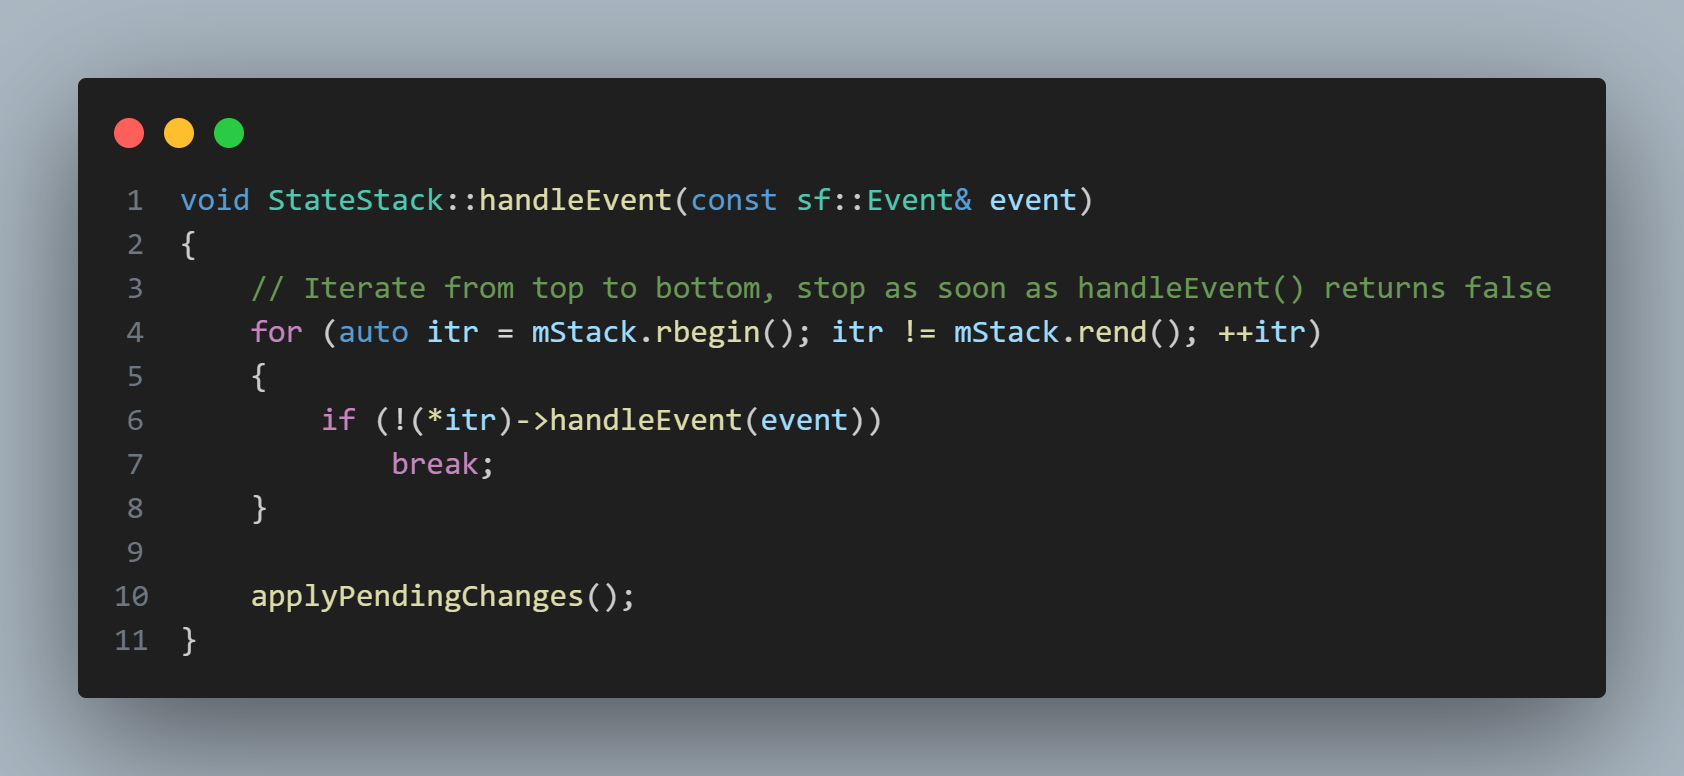 1 void StateStack::handleEvent(const sf::Event& event)
2 {
3     // Iterate from top to bottom, stop as soon as handleEvent() returns false
4     for (auto itr = mStack.rbegin(); itr != mStack.rend(); ++itr)
5     {
6         if (!(*itr)->handleEvent(event))
7             break;
8     }
9
10     applyPendingChanges();
11 }